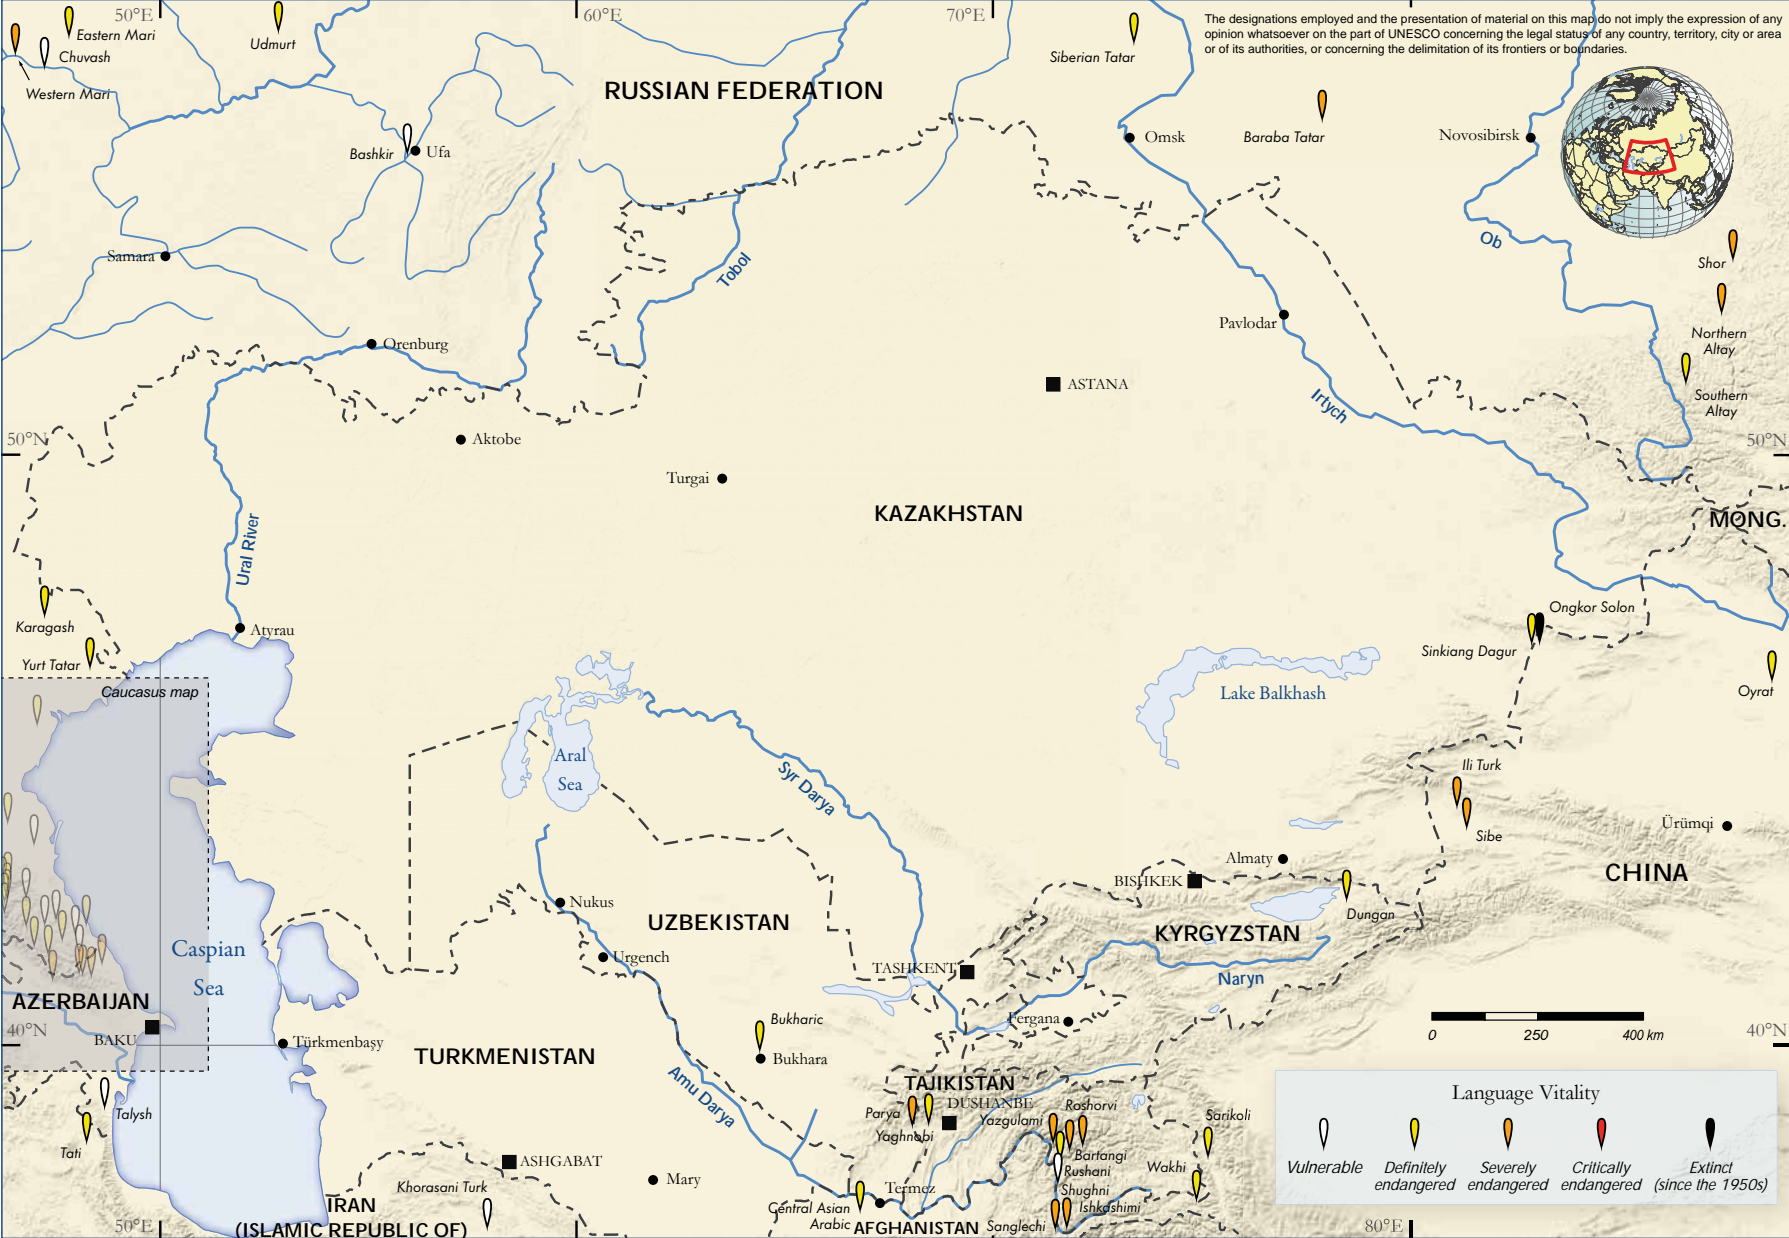 50°E
60°E
70°E
The designations employed and the presentation of material on this map do not imply the expression of any
opinion whatsoever on the part of UNESCO concerning the legal status of any country, territory, city or area
or of its authorities, or concerning the delimitation of its frontiers or boundaries.
Eastern Mari
Chuvash
Western Mari
Udmurt
Siberian Tatar
RUSSIAN FEDERATION
Baraba Tatar
Omsk
Novosibirsk
Bashkir
Ufa
Samara
Tobol
Ob
Shor
Pavlodar
Northern
Altay
Orenburg
ASTANA
Irtych
Southern
Altay
50°N
Aktobe
50°N
Turgai
KAZAKHSTAN
MONG.
Ural River
Karagash
Atyrau
Ongkor Solon
Sinkiang Dagur
Yurt Tatar
Oyrat
Caucasus map
Lake Balkhash
Aral
Sea
Syr Darya
Ili Turk
Sibe
Ürümqi
Almaty
CHINA
BISHKEK
Nukus
Dungan
UZBEKISTAN
KYRGYZSTAN
Caspian
Sea
Urgench
TASHKENT
Naryn
AZERBAIJAN
40°N
BAKU
Türkmenbaşy
Bukharic
Bukhara
Fergana
0
250
400 km
40°N
TURKMENISTAN
Amu Darya
TAJIKISTAN
DUSHANBE
Parya
Yaghnobi
Yazgulami
Roshorvi
Bartangi
Rushani
Shughni
Ishkashimi
Sanglechi
Sarikoli
Wakhi
Talysh
Tati
ASHGABAT
Mary
Khorasani Turk
Termez
Central Asian
Arabic
IRAN
(ISLAMIC REPUBLIC OF)
AFGHANISTAN
50°E
80°E
Language Vitality
Vulnerable
Definitely
endangered
Severely
endangered
Critically
endangered
Extinct
(since the 1950s)